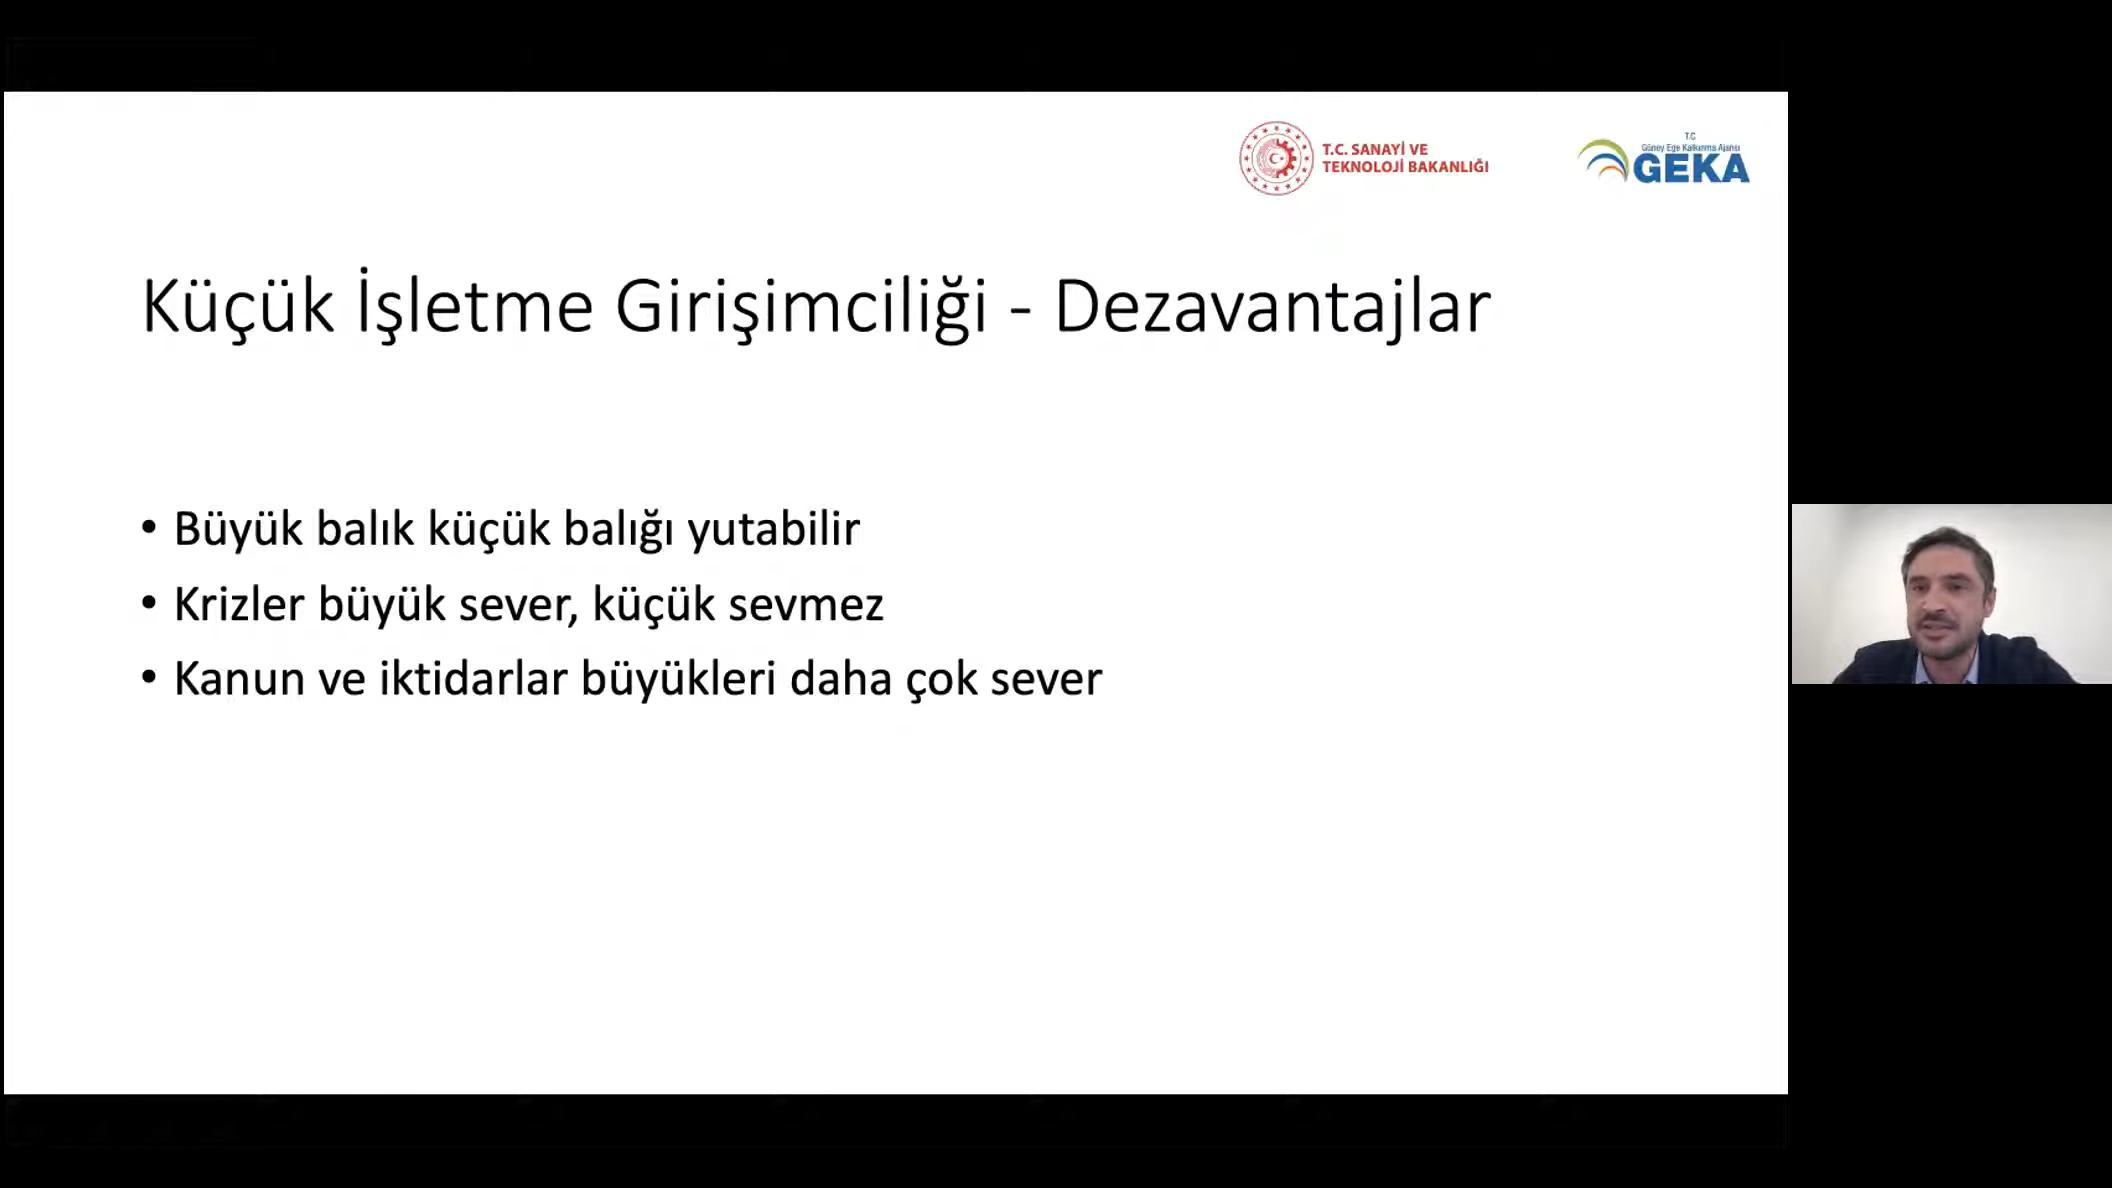 T.C. SANAYİ VE
TEKNOLOJİ BAKANLIĞI
T.C
Güney Ege Kalkınma Ajansı
GEKA
Küçük İşletme Girişimciliği - Dezavantajlar
• Büyük balık küçük balığı yutabilir
• Krizler büyük sever, küçük sevmez
• Kanun ve iktidarlar büyükleri daha çok sever